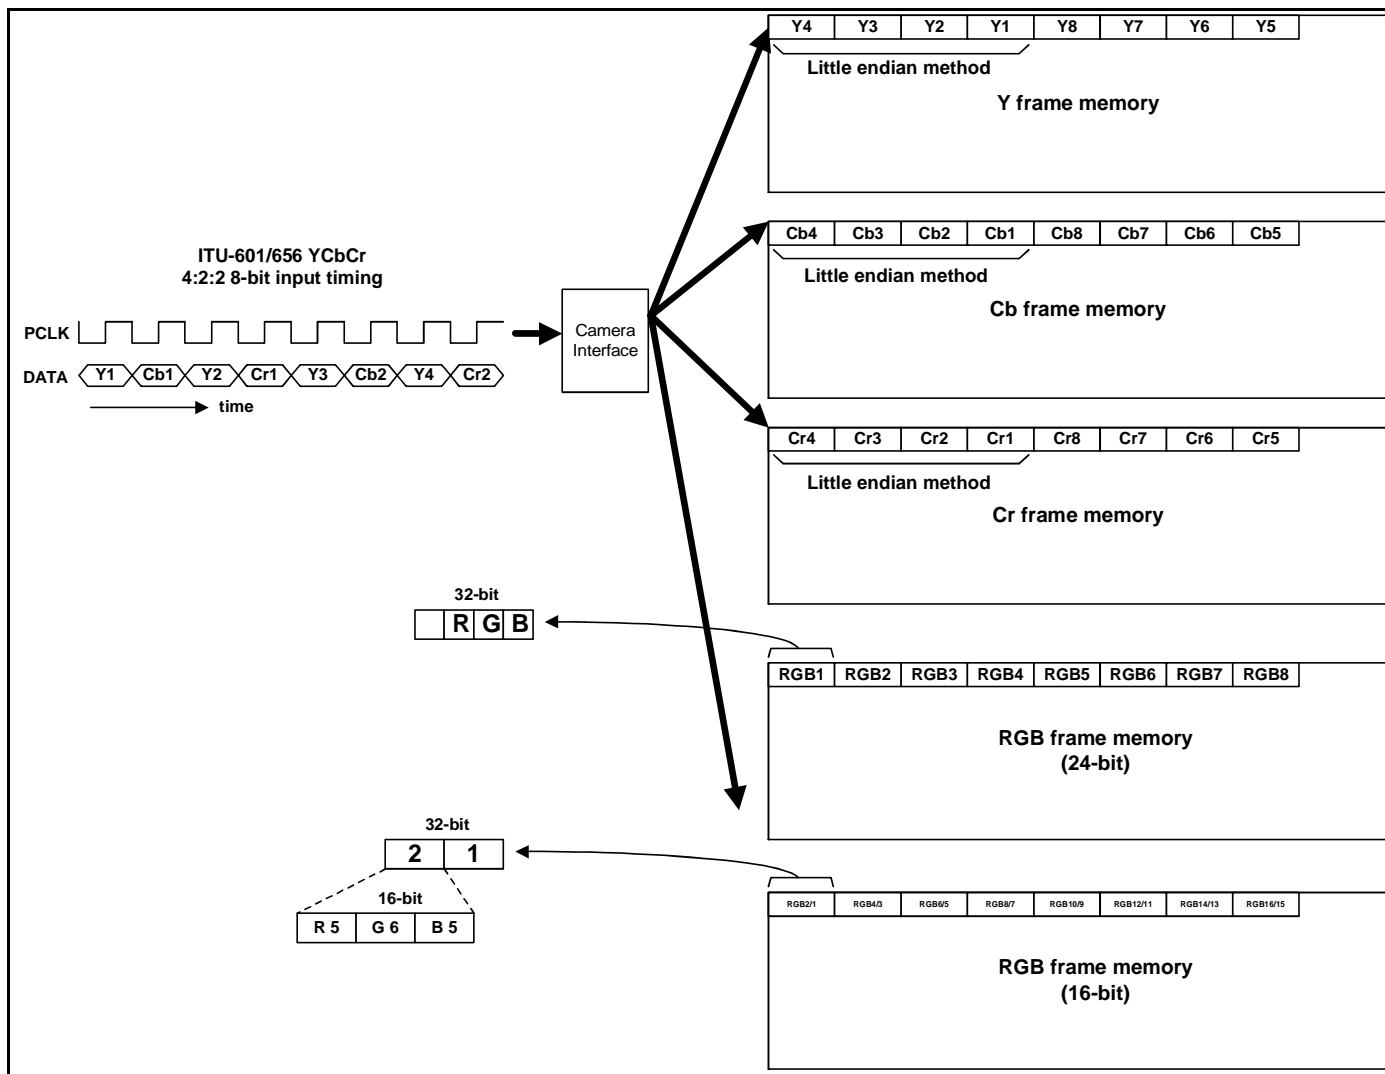 Y4 Y3 Y2 Y1 Y8 Y7 Y6 Y5
Little endian method
Y frame memory
Cb4 Cb3 Cb2 Cb1 Cb8 Cb7 Cb6 Cb5
Little endian method
Cb frame memory
ITU-601/656 YCbCr
4:2:2 8-bit input timing
PCLK
DATA Y1 Cb1 Y2 Cr1 Y3 Cb2 Y4 Cr2
time
Camera
Interface
Cr4 Cr3 Cr2 Cr1 Cr8 Cr7 Cr6 Cr5
Little endian method
Cr frame memory
32-bit
R G B
RGB1 RGB2 RGB3 RGB4 RGB5 RGB6 RGB7 RGB8
RGB frame memory
(24-bit)
32-bit
2 1
16-bit
R 5 G 6 B 5
RGB2/1 RGB4/3 RGB6/5 RGB8/7 RGB10/9 RGB12/11 RGB14/13 RGB16/15
RGB frame memory
(16-bit)